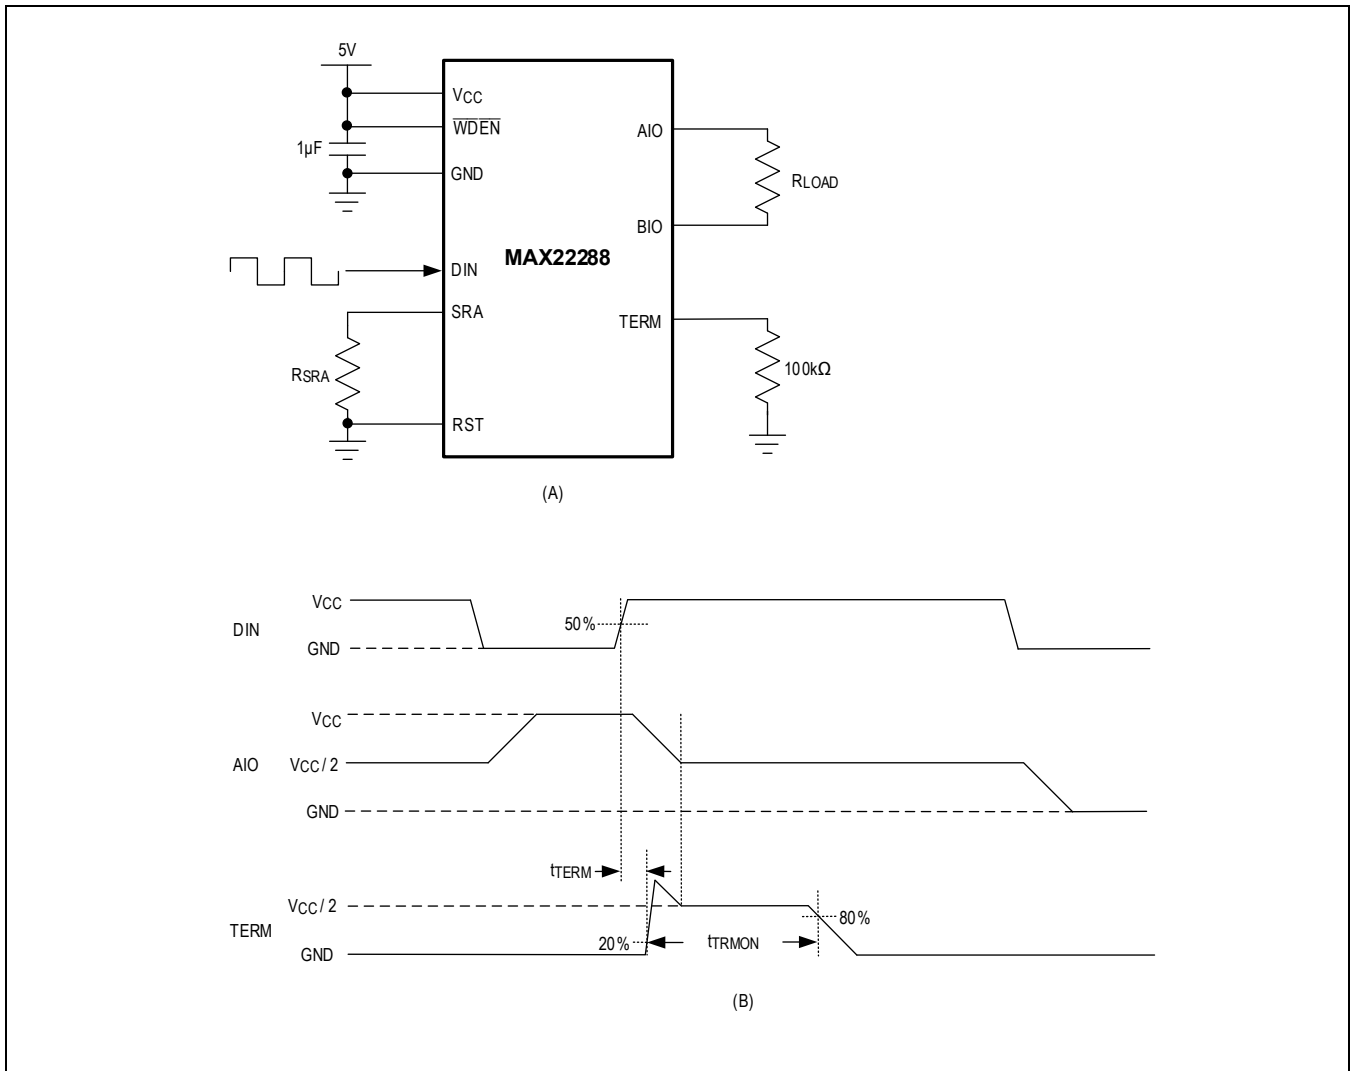 5V
VCC
WDEN
1µF
GND
AIO
RLOAD
BIO
MAX22288
DIN
SRA
TERM
RSRA
100kΩ
RST
(A)
VCC
50%
DIN
GND
VCC
AIO
VCC/2
GND
tTERM
VCC/2
80%
TERM
20%
tTRMON
GND
(B)